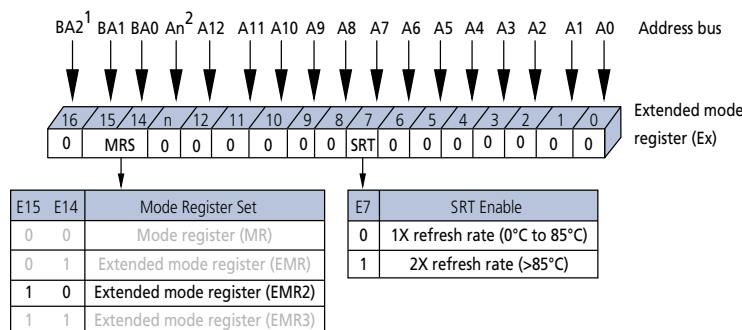 BA2¹ BA1 BA0 An² A12 A11 A10 A9 A8 A7 A6 A5 A4 A3 A2 A1 A0 Address bus
16 15 14 n 12 11 10 9 8 7 6 5 4 3 2 1 0 Extended mode
0 MRS 0 0 0 0 0 0 SRT 0 0 0 0 0 0 0 register (Ex)
E15 E14 Mode Register Set
0 0 Mode register (MR)
0 1 Extended mode register (EMR)
1 0 Extended mode register (EMR2)
1 1 Extended mode register (EMR3)
E7 SRT Enable
0 1X refresh rate (0°C to 85°C)
1 2X refresh rate (>85°C)